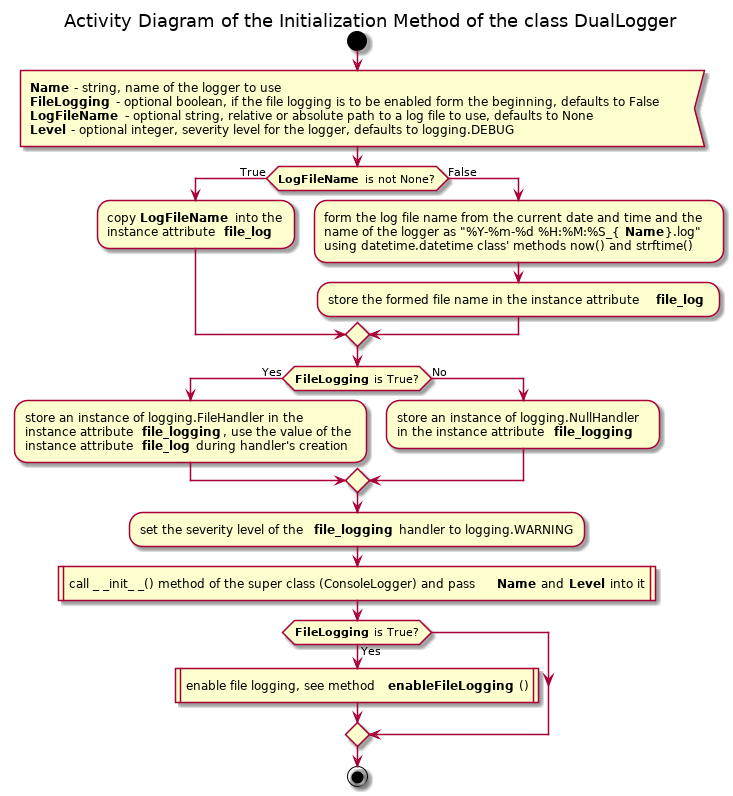 Activity Diagram of the Initialization Method of the class DualLogger
Name - string, name of the logger to use
FileLogging - optional boolean, if the file logging is to be enabled form the beginning, defaults to False
LogFileName - optional string, relative or absolute path to a log file to use, defaults to None
Level - optional integer, severity level for the logger, defaults to logging.DEBUG
True
LogFileName is not None?
False
copy LogFileName into the
instance attribute file_log
form the log file name from the current date and time and the
name of the logger as "%Y-%m-%d %H:%M:%S_{ Name}.log"
using datetime.datetime class' methods now() and strftime()
store the formed file name in the instance attribute file_log
Yes
FileLogging is True?
No
store an instance of logging.FileHandler in the
instance attribute file_logging, use the value of the
instance attribute file_log during handler's creation
store an instance of logging.NullHandler
in the instance attribute file_logging
set the severity level of the file_logging handler to logging.WARNING
call _ _init_ _() method of the super class (ConsoleLogger) and pass Name and Level into it
FileLogging is True?
Yes
enable file logging, see method enableFileLogging ()